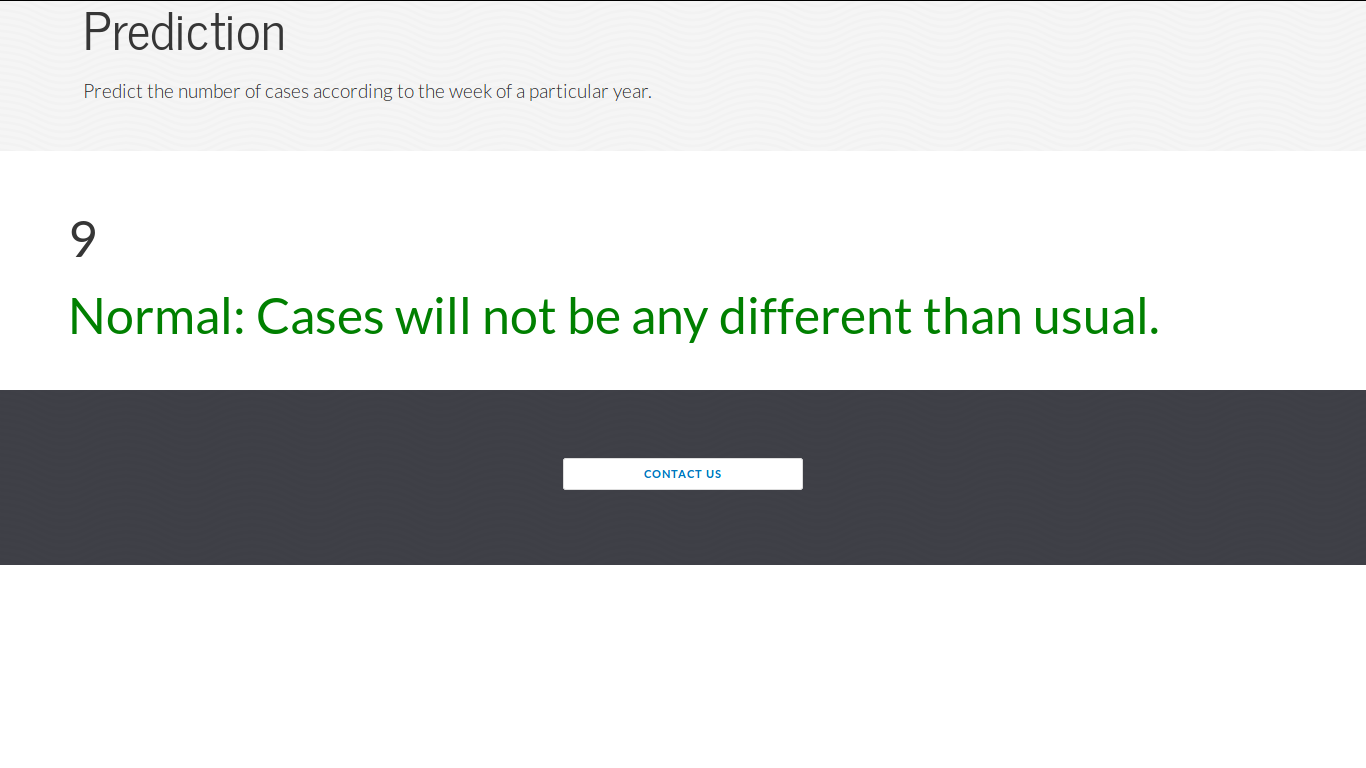 Prediction
Predict the number of cases according to the week of a particular year.
9
Normal: Cases will not be any different than usual.
CONTACT US